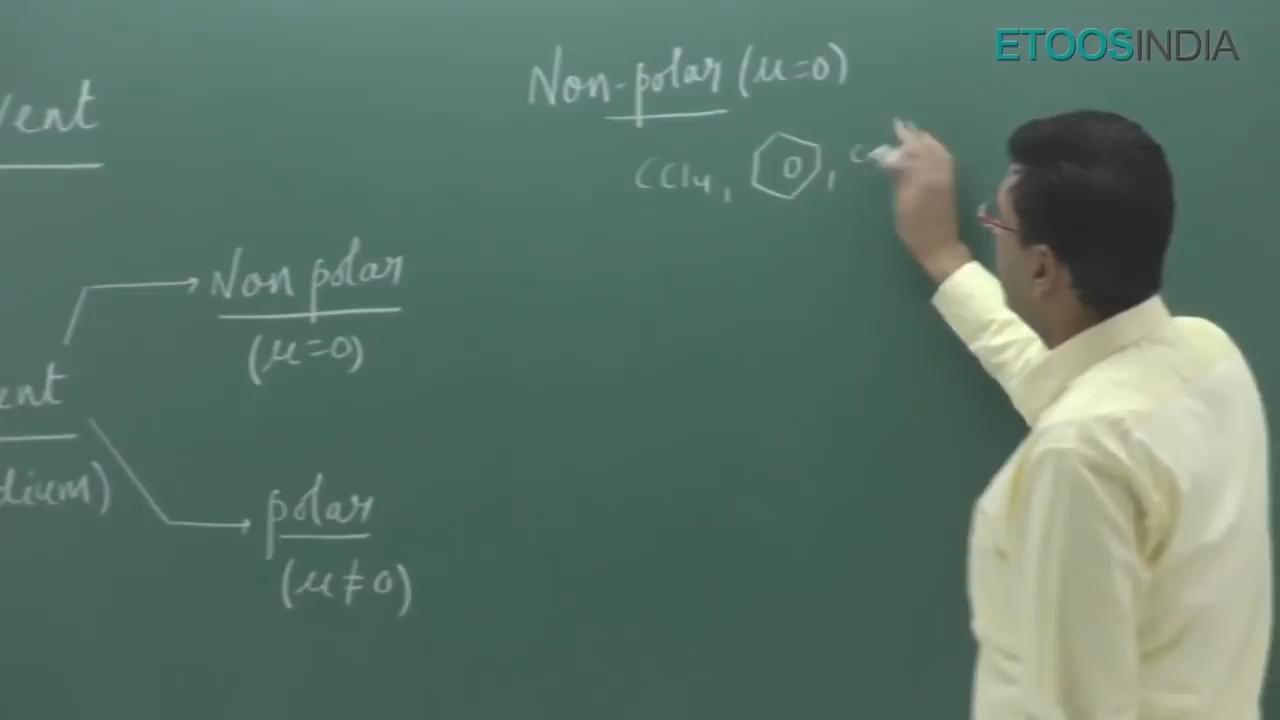 ETOOSINDIA
vent
Non-polar (μ=0)
CCl4, ⌬, C
Non polar
(μ=0)
ent
dium)
polar
(μ≠0)